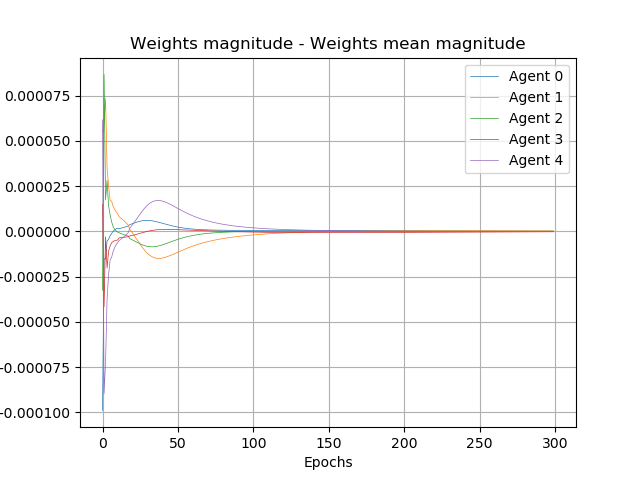 Weights magnitude - Weights mean magnitude
Agent 0
Agent 1
Agent 2
Agent 3
Agent 4
0.000075
0.000050
0.000025
0.000000
-0.000025
-0.000050
-0.000075
-0.000100
0 50 100 150 200 250 300
Epochs